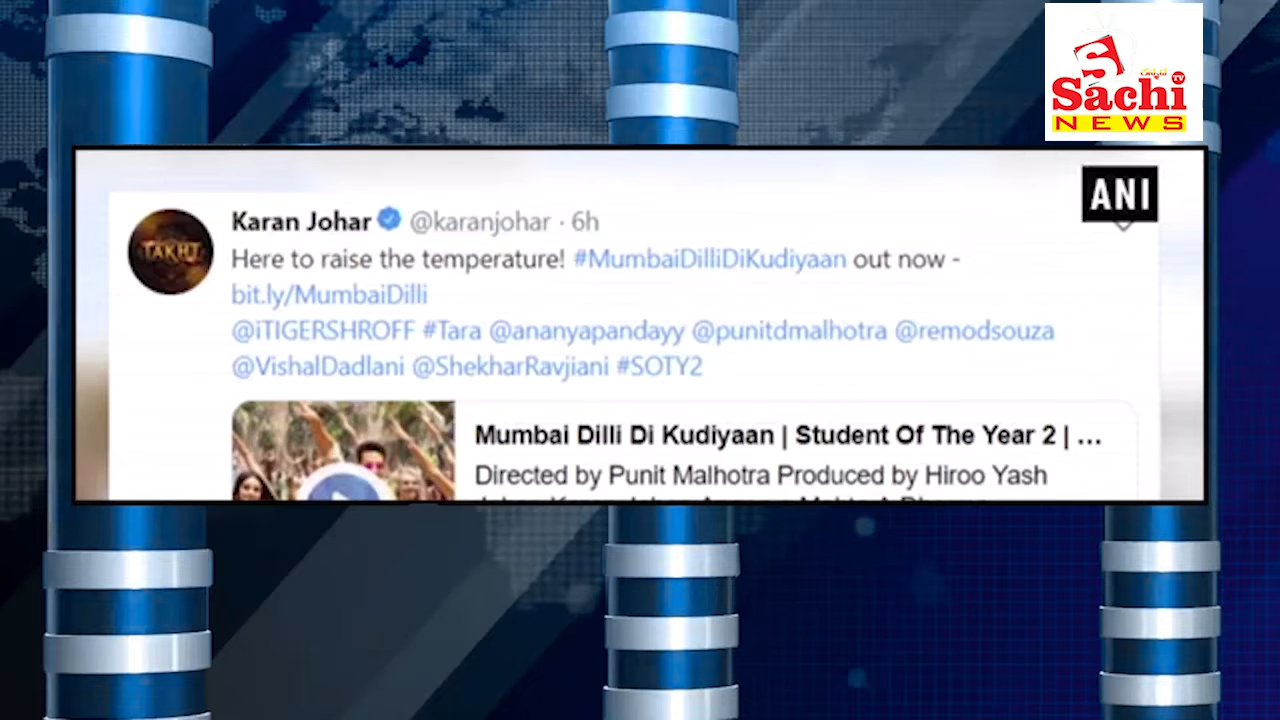 Sachi
TV
NEWS
ANI
TAKHT
Karan Johar @karanjohar · 6h
Here to raise the temperature! #MumbaiDilliDiKudiyaan out now -
bit.ly/MumbaiDilli
@iTIGERSHROFF #Tara @ananyapandayy @punitdmalhotra @remodsouza
@VishalDadlani @ShekharRavjiani #SOTY2
Mumbai Dilli Di Kudiyaan | Student Of The Year 2 | ...
Directed by Punit Malhotra Produced by Hiroo Yash